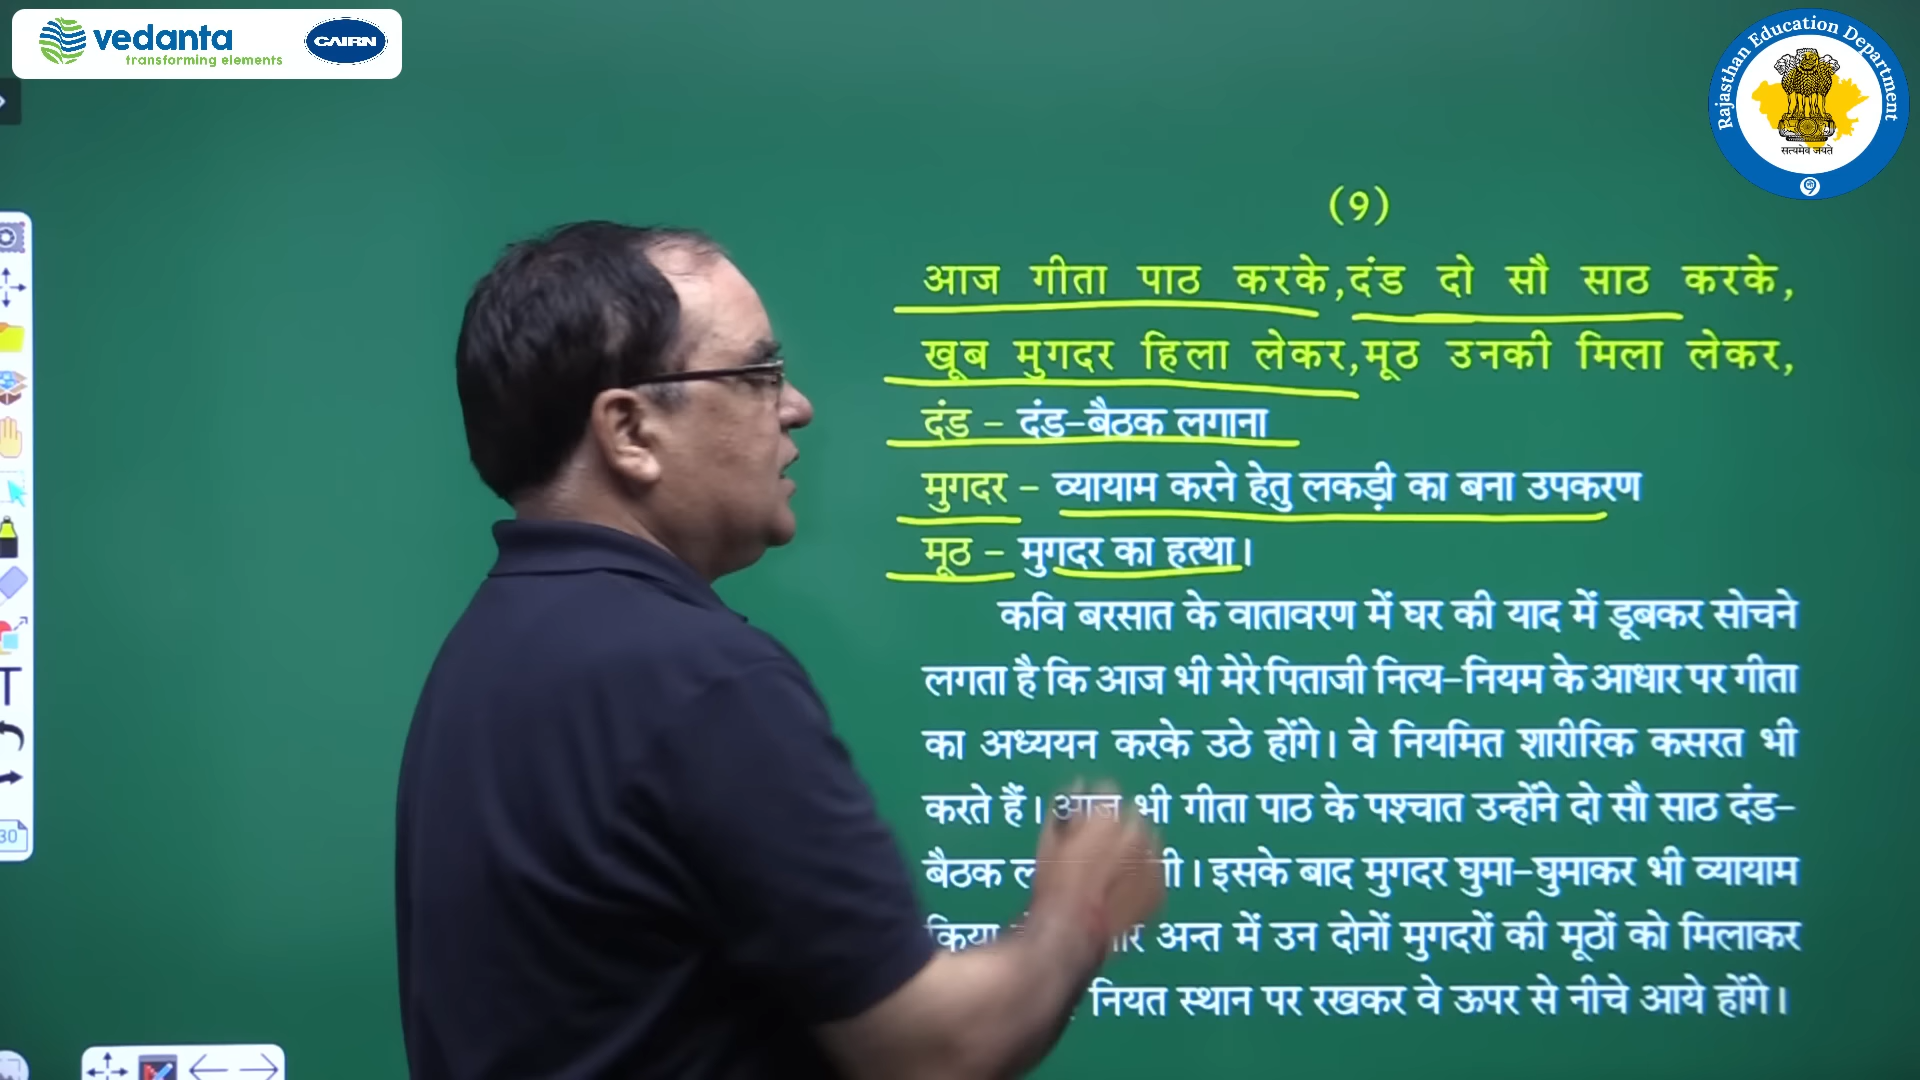 vedanta
transforming elements
CAIRN
Rajasthan Education Department
सत्यमेव जयते
(9)
आज गीता पाठ करके,दंड दो सौ साठ करके,
खूब मुगदर हिला लेकर,मूठ उनकी मिला लेकर,
दंड – दंड–बैठक लगाना
मुगदर – व्यायाम करने हेतु लकड़ी का बना उपकरण
मूठ – मुगदर का हत्था।
कवि बरसात के वातावरण में घर की याद में डूबकर सोचने
लगता है कि आज भी मेरे पिताजी नित्य–नियम के आधार पर गीता
का अध्ययन करके उठे होंगे। वे नियमित शारीरिक कसरत भी
करते हैं। आज भी गीता पाठ के पश्चात उन्होंने दो सौ साठ दंड–
बैठक। इसके बाद मुगदर घुमा–घुमाकर भी व्यायाम
किया अन्त में उन दोनों मुगदरों की मूठों को मिलाकर
नियत स्थान पर रखकर वे ऊपर से नीचे आये होंगे।
T
30